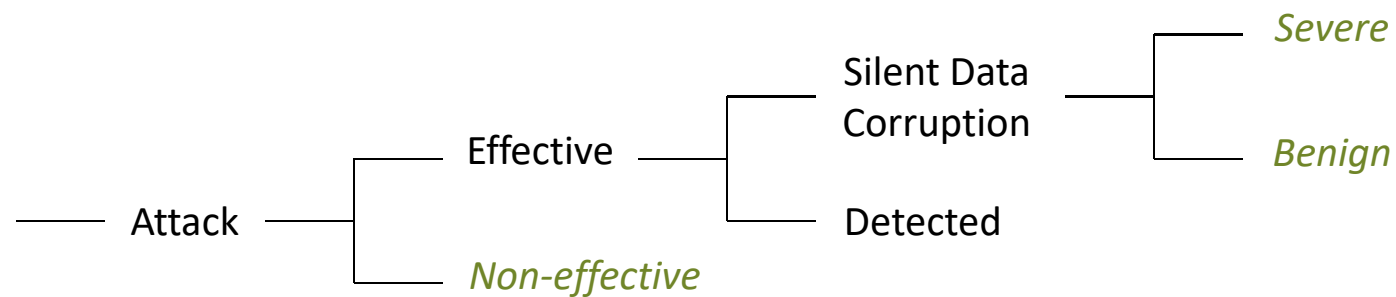 Severe
Silent Data
Corruption
Benign
Effective
Attack
Detected
Non-effective